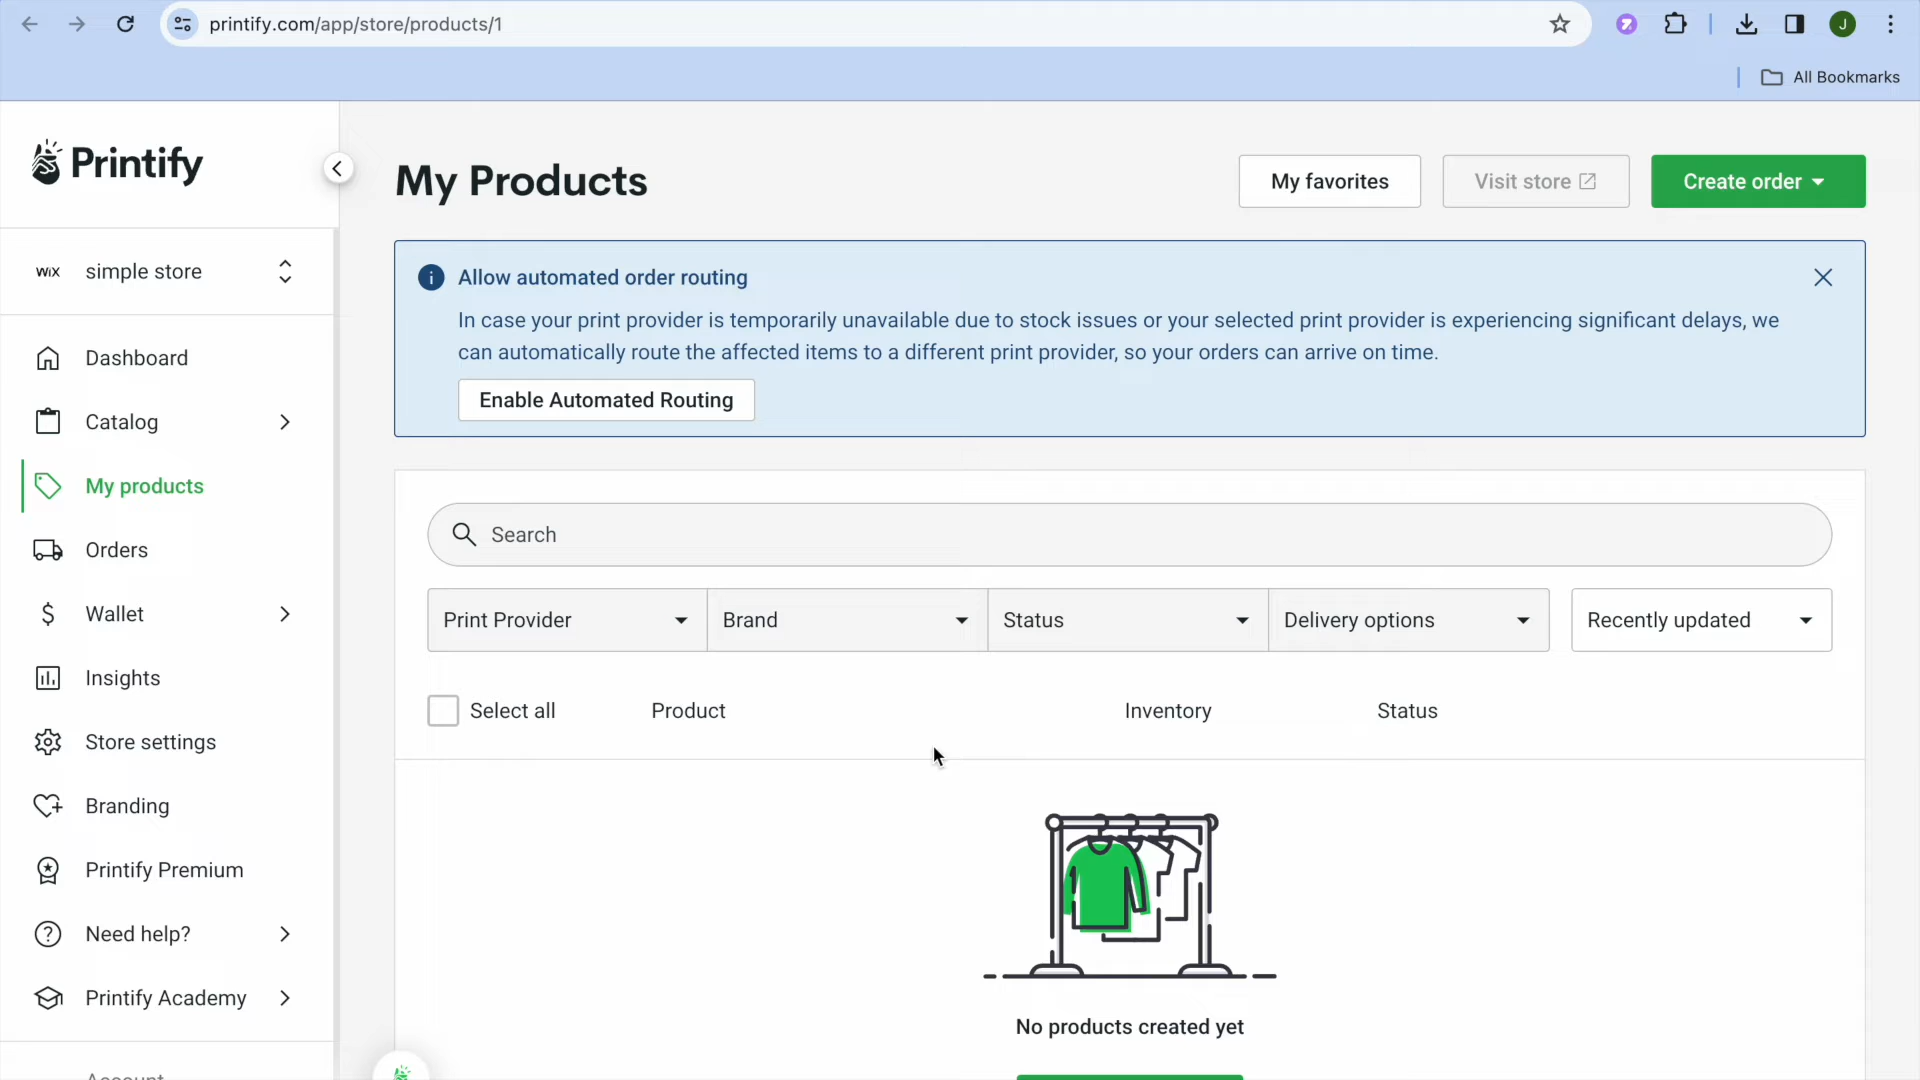 printify.com/app/store/products/1
J
All Bookmarks
Printify
My Products
My favorites
Visit store
Create order
WIX simple store
Allow automated order routing
In case your print provider is temporarily unavailable due to stock issues or your selected print provider is experiencing significant delays, we
can automatically route the affected items to a different print provider, so your orders can arrive on time.
Enable Automated Routing
Dashboard
Catalog
My products
Orders
Wallet
Insights
Store settings
Branding
Printify Premium
Need help?
Printify Academy
Account
Search
Print Provider
Brand
Status
Delivery options
Recently updated
Select all
Product
Inventory
Status
No products created yet